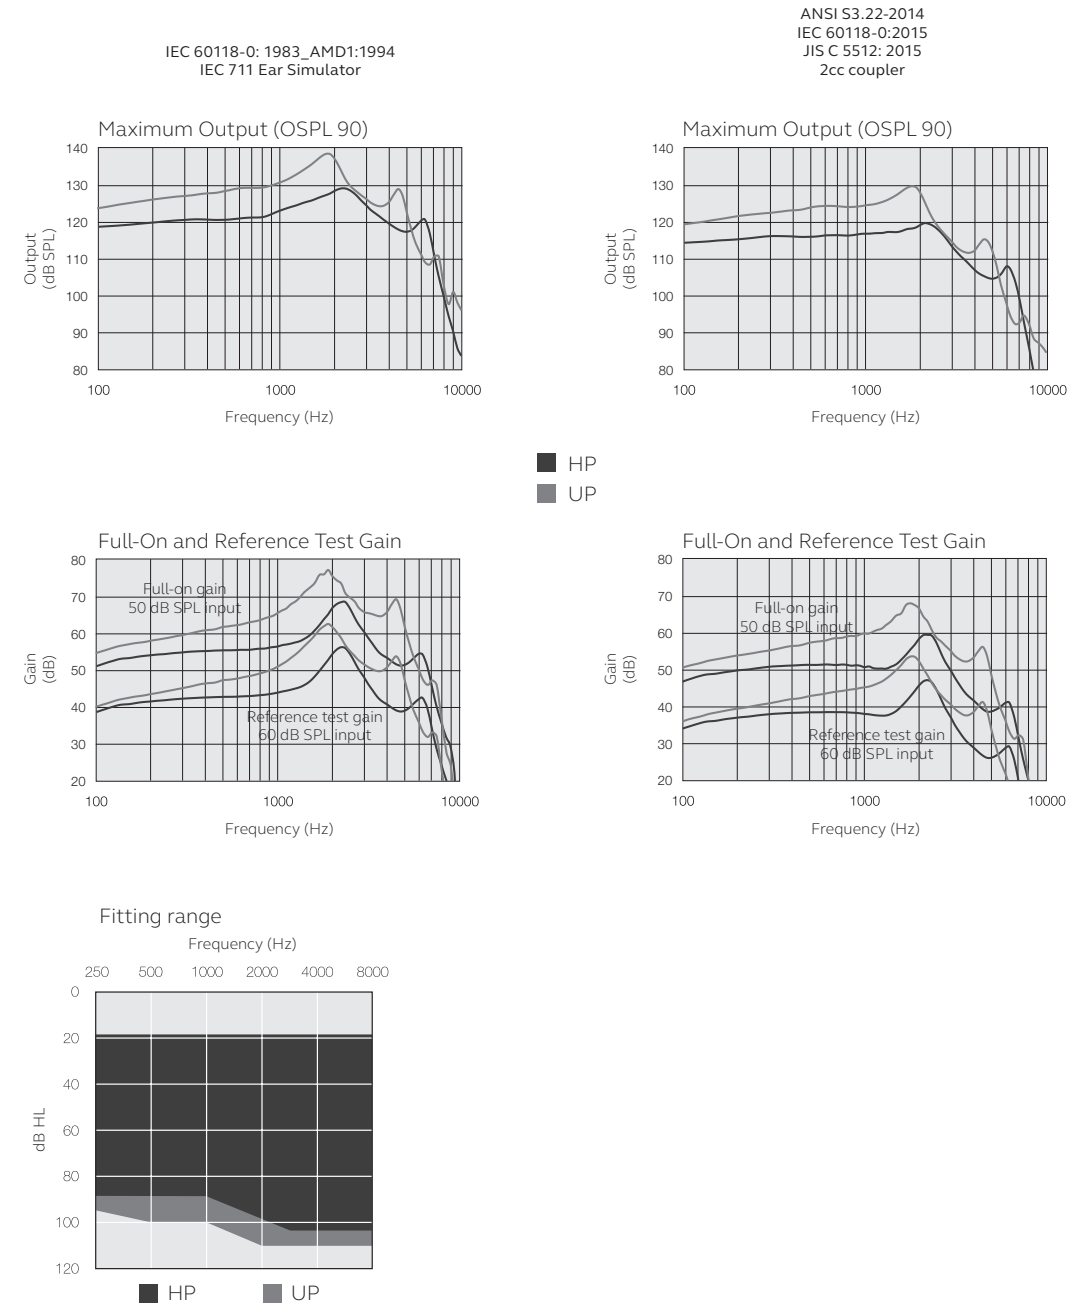 IEC 60118-0: 1983_AMD1:1994
IEC 711 Ear Simulator
ANSI S3.22-2014
IEC 60118-0:2015
JIS C 5512: 2015
2cc coupler
Maximum Output (OSPL 90)
140
130
120
110
100
90
80
Output
(dB SPL)
100 1000 10000
Frequency (Hz)
Maximum Output (OSPL 90)
140
130
120
110
100
90
80
Output
(dB SPL)
100 1000 10000
Frequency (Hz)
HP
UP
Full-On and Reference Test Gain
80
70
60
50
40
30
20
Gain
(dB)
Full-on gain
50 dB SPL input
Reference test gain
60 dB SPL input
100 1000 10000
Frequency (Hz)
Full-On and Reference Test Gain
80
70
60
50
40
30
20
Gain
(dB)
Full-on gain
50 dB SPL input
Reference test gain
60 dB SPL input
100 1000 10000
Frequency (Hz)
Fitting range
Frequency (Hz)
250 500 1000 2000 4000 8000
0
20
40
60
80
100
120
dB HL
HP UP